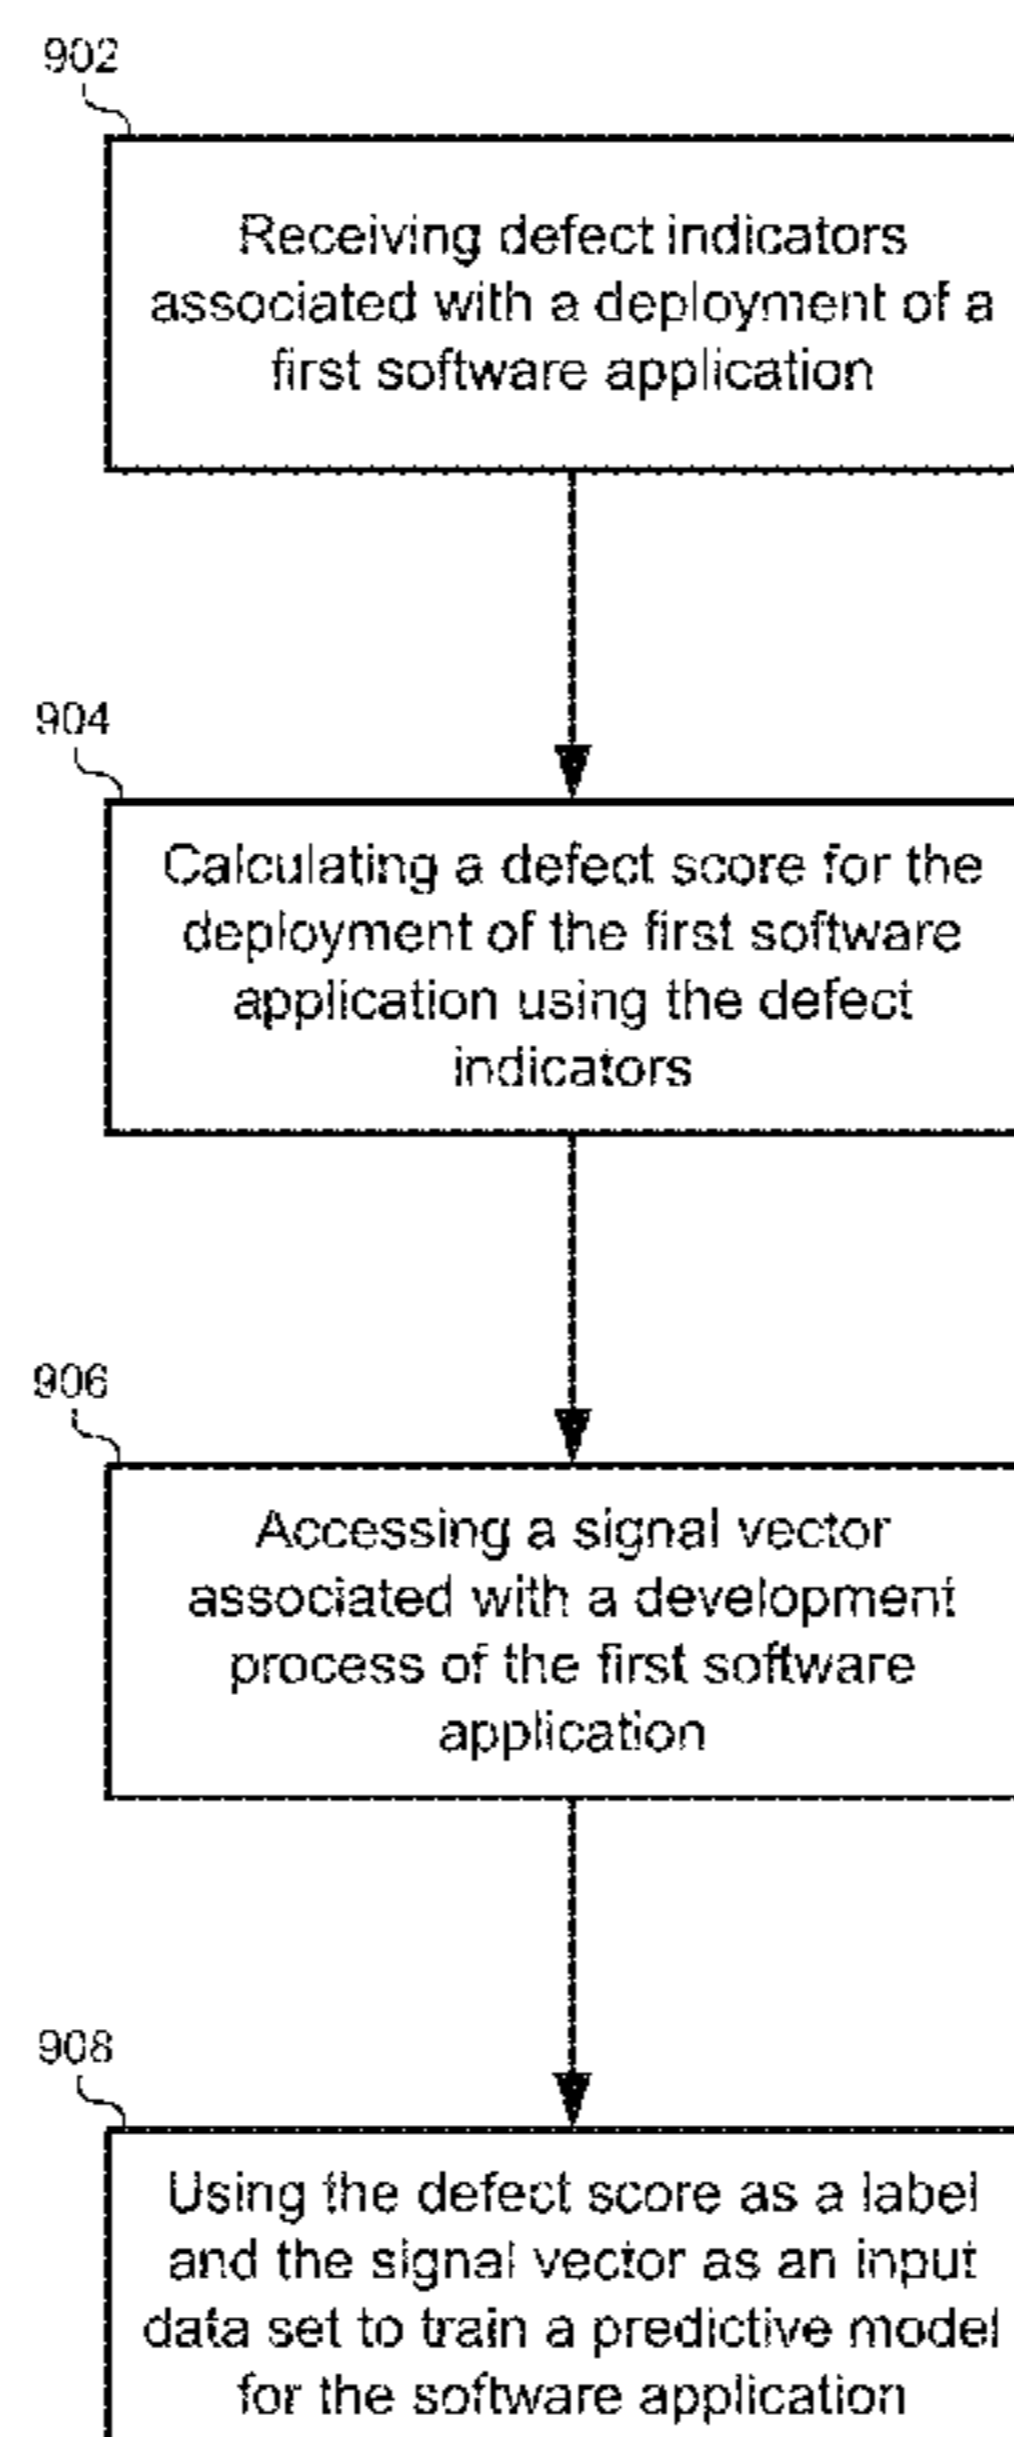 902
Receiving defect indicators
associated with a deployment of a
first software application
904
Calculating a defect score for the
deployment of the first software
application using the defect
indicators
906
Accessing a signal vector
associated with a development
process of the first software
application
908
Using the defect score as a label
and the signal vector as an input
data set to train a predictive model
for the software application